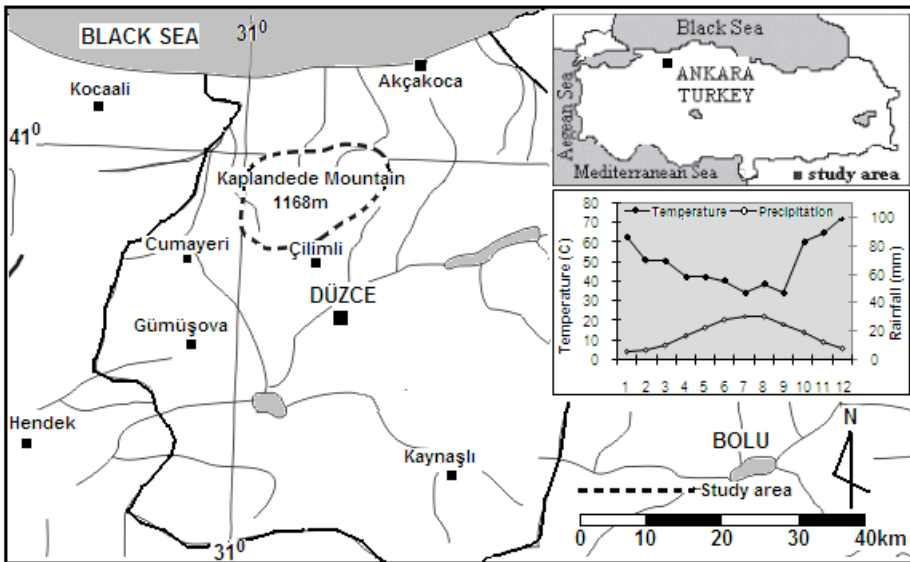 BLACK SEA
31⁰
Kocaali
Akçakoca
41⁰
Kaplandede Mountain
1168m
Cumayeri
Çilimli
DÜZCE
Gümüşova
Hendek
Kaynaşlı
31⁰
Black Sea
Aegean Sea
ANKARA
TURKEY
Mediterranean Sea
study area
Temperature
Precipitation
Temperature (C)
80
70
60
50
40
30
20
10
0
Rainfall (mm)
100
80
60
40
20
0
1 2 3 4 5 6 7 8 9 10 11 12
BOLU
N
Study area
0 10 20 30 40km